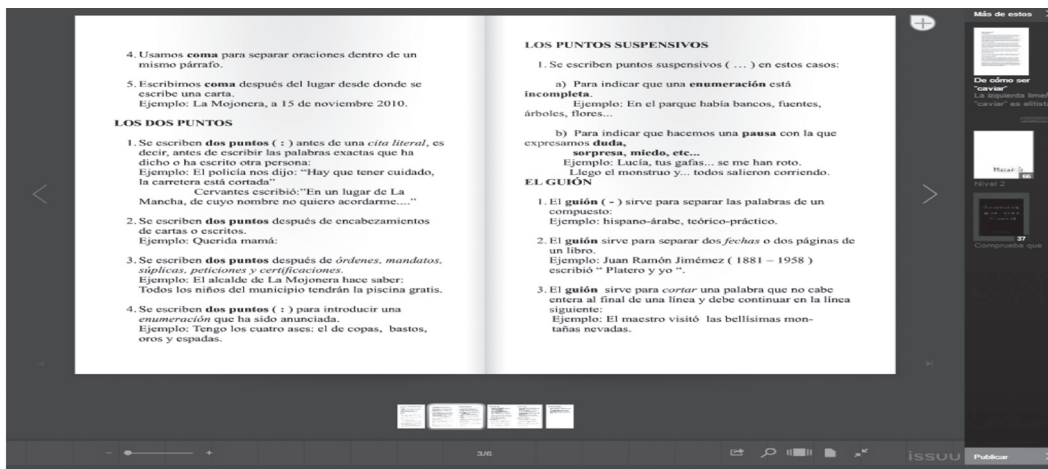 4. Usamos coma para separar oraciones dentro de un
mismo párrafo.
5. Escribimos coma después del lugar desde donde se
escribe una carta.
Ejemplo: La Mojonera, a 15 de noviembre 2010.
LOS DOS PUNTOS
1. Se escriben dos puntos ( : ) antes de una cita literal, es
decir, antes de escribir las palabras exactas que ha
dicho o ha escrito otra persona:
Ejemplo: El policía nos dijo: “Hay que tener cuidado,
la carretera está cortada”
Cervantes escribió:”En un lugar de La
Mancha, de cuyo nombre no quiero acordarme....”
2. Se escriben dos puntos después de encabezamientos
de cartas o escritos.
Ejemplo: Querida mamá:
3. Se escriben dos puntos después de órdenes, mandatos,
súplicas, peticiones y certificaciones.
Ejemplo: El alcalde de La Mojonera hace saber:
Todos los niños del municipio tendrán la piscina gratis.
4. Se escriben dos puntos ( : ) para introducir una
enumeración que ha sido anunciada.
Ejemplo: Tengo los cuatro ases: el de copas, bastos,
oros y espadas.
LOS PUNTOS SUSPENSIVOS
1. Se escriben puntos suspensivos ( … ) en estos casos:
a) Para indicar que una enumeración está
incompleta.
Ejemplo: En el parque había bancos, fuentes,
árboles, flores...
b) Para indicar que hacemos una pausa con la que
expresamos duda,
sorpresa, miedo, etc...
Ejemplo: Lucía, tus gafas... se me han roto.
Llego el monstruo y... todos salieron corriendo.
EL GUIÓN
1. El guión ( - ) sirve para separar las palabras de un
compuesto:
Ejemplo: hispano-árabe, teórico-práctico.
2. El guión sirve para separar dos fechas o dos páginas de
un libro.
Ejemplo: Juan Ramón Jimémez ( 1881 – 1958 )
escribió “ Platero y yo “.
3. El guión sirve para cortar una palabra que no cabe
entera al final de una línea y debe continuar en la línea
siguiente:
Ejemplo: El maestro visitó las bellísimas mon-
tañas nevadas.
3/6
issuu
Más de estos
De cómo ser
"caviar"
La izquierda lime
"caviar" es elitist
66
Nivel 2
37
Comprueba que
Publicar